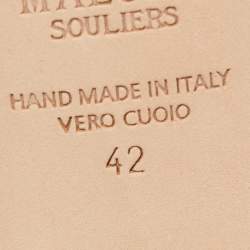 SOULIERS
HAND MADE IN ITALY
VERO CUOIO
42